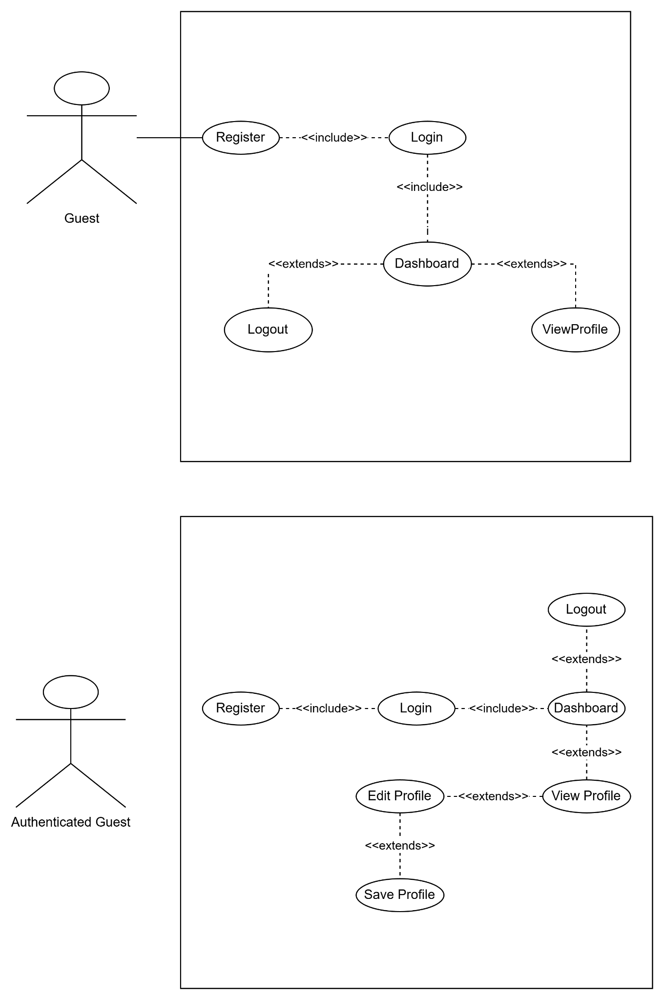 Register
<<include>>
Login
<<include>>
Guest
<<extends>>
Dashboard
<<extends>>
Logout
ViewProfile
Logout
<<extends>>
Register
<<include>>
Login
<<include>>
Dashboard
<<extends>>
Edit Profile
<<extends>>
View Profile
Authenticated Guest
<<extends>>
Save Profile